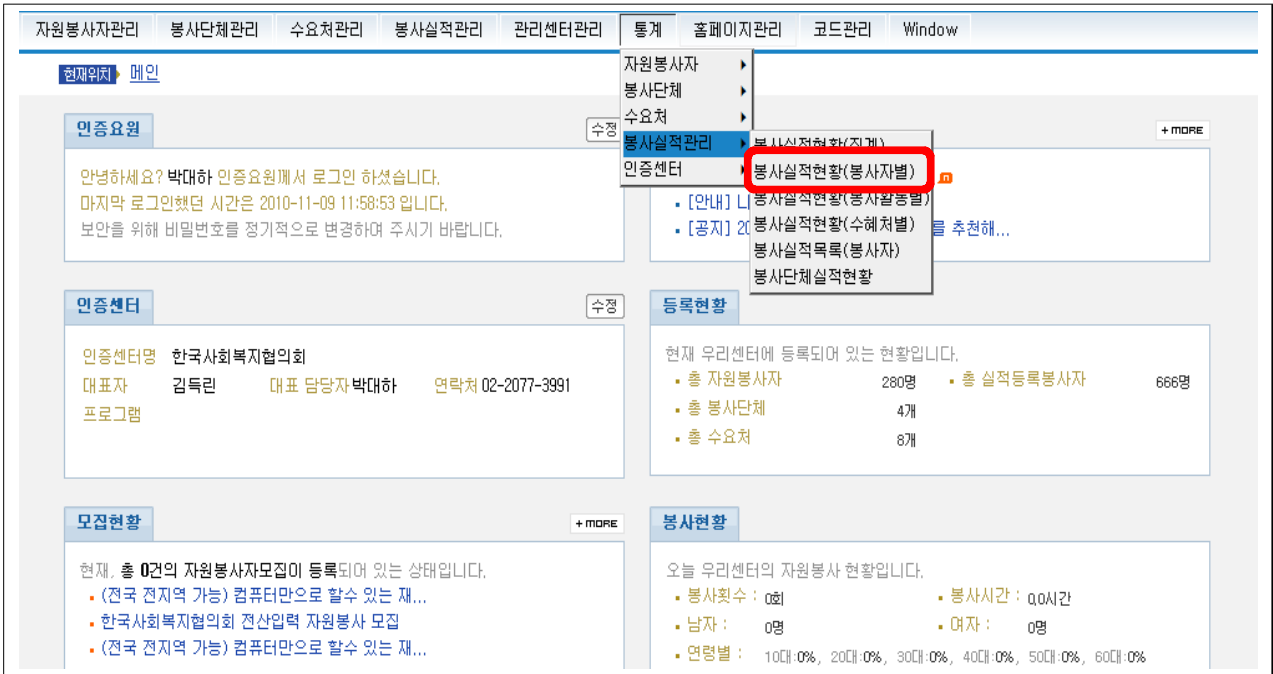 자원봉사자관리 봉사단체관리 수요처관리 봉사실적관리 관리센터관리 통계 홈페이지관리 코드관리 Window
현재위치 메인
자원봉사자
봉사단체
수요처
봉사실적관리
인증센터
봉사실적현황(집계)
봉사실적현황(봉사자별)
봉사실적현황(봉사활동별)
봉사실적현황(수혜처별)
봉사실적목록(봉사자)
봉사단체실적현황
인증요원 수정
안녕하세요? 박대하 인증요원께서 로그인 하셨습니다.
마지막 로그인했던 시간은 2010-11-09 11:58:53 입니다.
보안을 위해 비밀번호를 정기적으로 변경하여 주시기 바랍니다.
+ MORE
[안내]
[공지] 20 를 추천해...
인증센터 수정
인증센터명 한국사회복지협의회
대표자 김득린 대표 담당자 박대하 연락처 02-2077-3991
프로그램
등록현황
현재 우리센터에 등록되어 있는 현황입니다.
총 자원봉사자 280명 총 실적등록봉사자 666명
총 봉사단체 4개
총 수요처 8개
모집현황 + MORE
현재, 총 0건의 자원봉사자모집이 등록되어 있는 상태입니다.
(전국 전지역 가능) 컴퓨터만으로 할수 있는 재...
한국사회복지협의회 전산입력 자원봉사 모집
(전국 전지역 가능) 컴퓨터만으로 할수 있는 재...
봉사현황
오늘 우리센터의 자원봉사 현황입니다.
봉사횟수 : 0회 봉사시간 : 0.0시간
남자 : 0명 여자 : 0명
연령별 : 10대:0%, 20대:0%, 30대:0%, 40대:0%, 50대:0%, 60대:0%